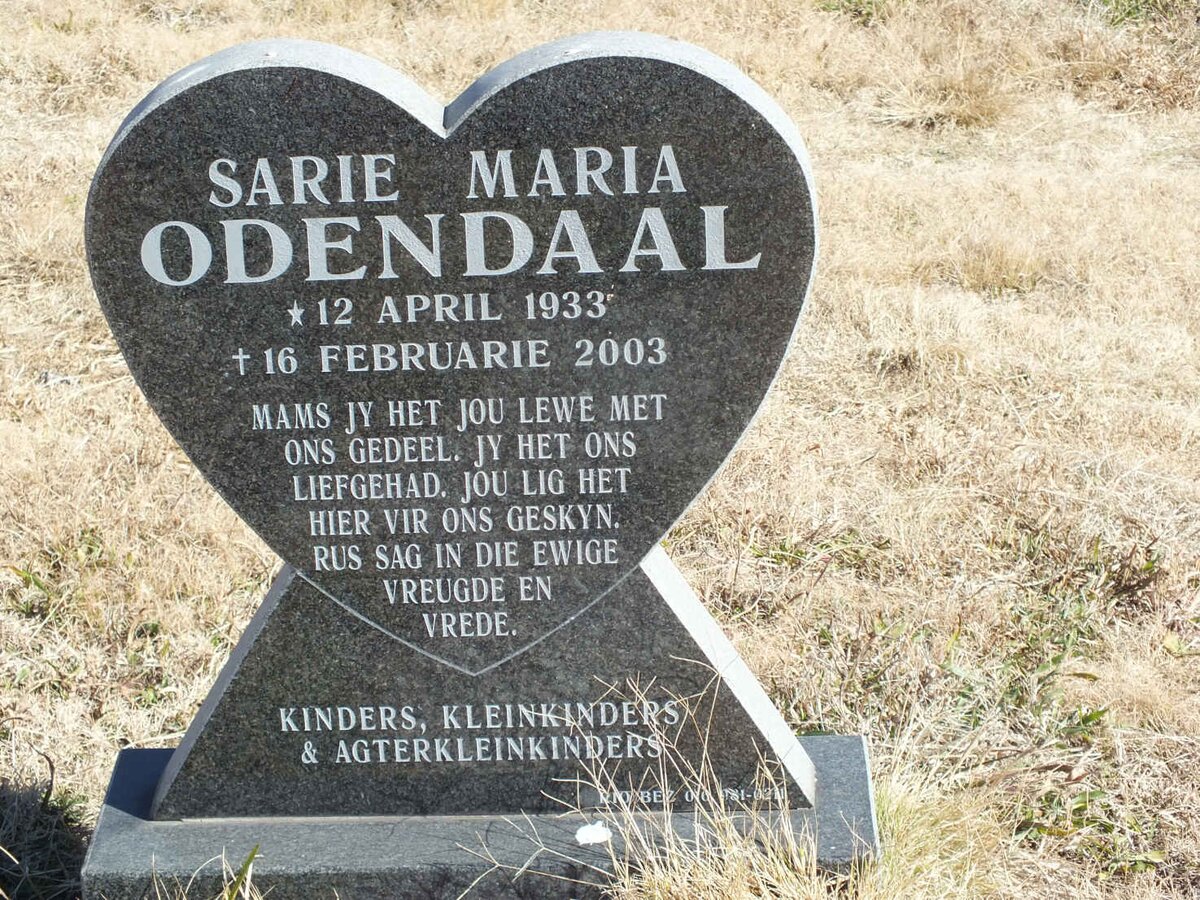 SARIE MARIA
ODENDAAL
★ 12 APRIL 1933
† 16 FEBRUARIE 2003
MAMS JY HET JOU LEWE MET
ONS GEDEEL. JY HET ONS
LIEFGEHAD. JOU LIG HET
HIER VIR ONS GESKYN.
RUS SAG IN DIE EWIGE
VREUGDE EN
VREDE.
KINDERS, KLEINKINDERS
& AGTERKLEINKINDERS
RIO BEZ